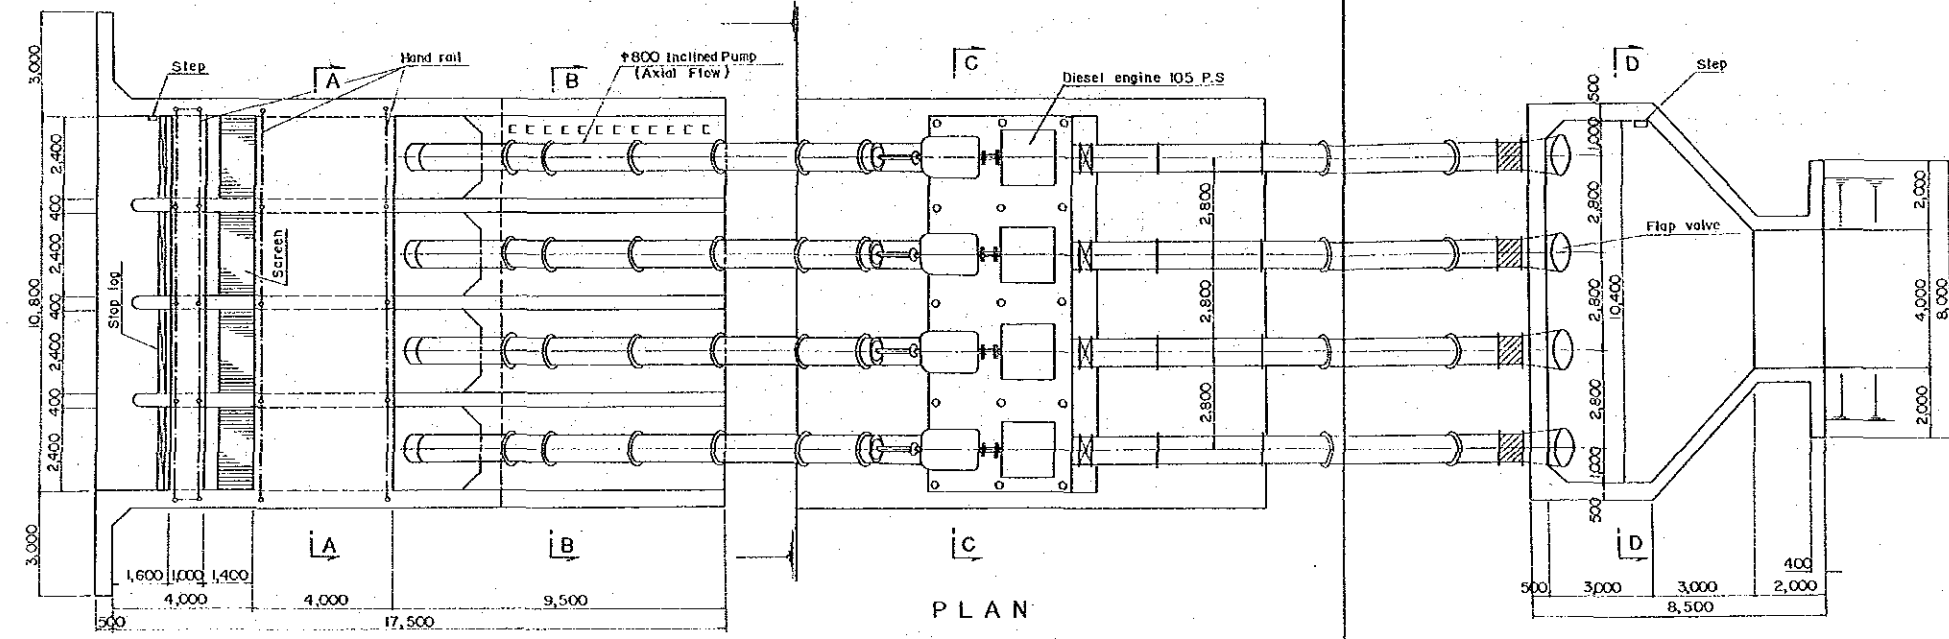 3,000
Step
A
Hand rail
B
φ800 Inclined Pump
(Axial Flow)
C
Diesel engine 105 P.S
D
Step
500
1,000
2,400
400
2,400
400
2,400
400
2,400
10,800
Stop log
Screen
2,800
2,800
2,800
2,800
2,800
2,800
10,400
1,000
500
Flap valve
2,000
4,000
8,000
2,000
3,000
A
B
C
D
1,600
1,000
1,400
4,000
4,000
9,500
500
17,500
PLAN
400
500
3,000
3,000
2,000
8,500